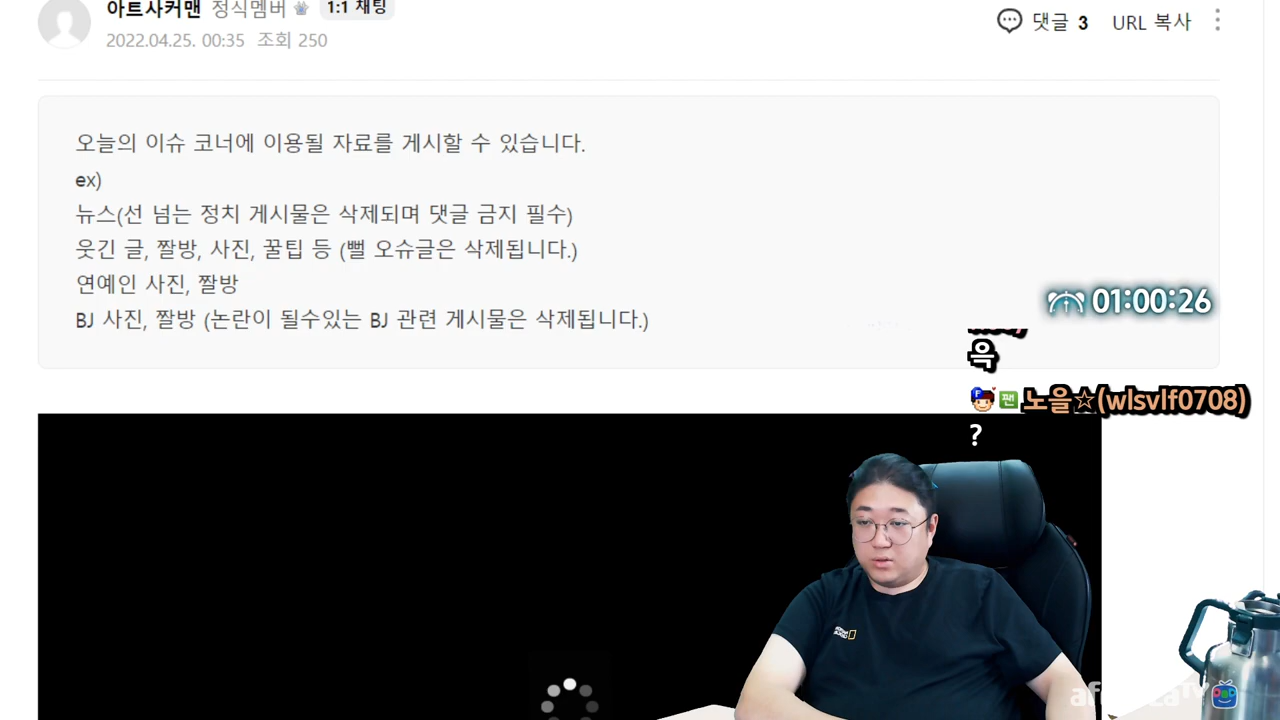 아트사커맨 정식멤버 1:1 채팅
2022.04.25. 00:35 조회 250
댓글 3 URL 복사
오늘의 이슈 코너에 이용될 자료를 게시할 수 있습니다.
ex)
뉴스(선 넘는 정치 게시물은 삭제되며 댓글 금지 필수)
웃긴 글, 짤방, 사진, 꿀팁 등 (뻘 오슈글은 삭제됩니다.)
연예인 사진, 짤방
BJ 사진, 짤방 (논란이 될수있는 BJ 관련 게시물은 삭제됩니다.)
01:00:26
윽
팬 노을☆(wlsvlf0708)
?